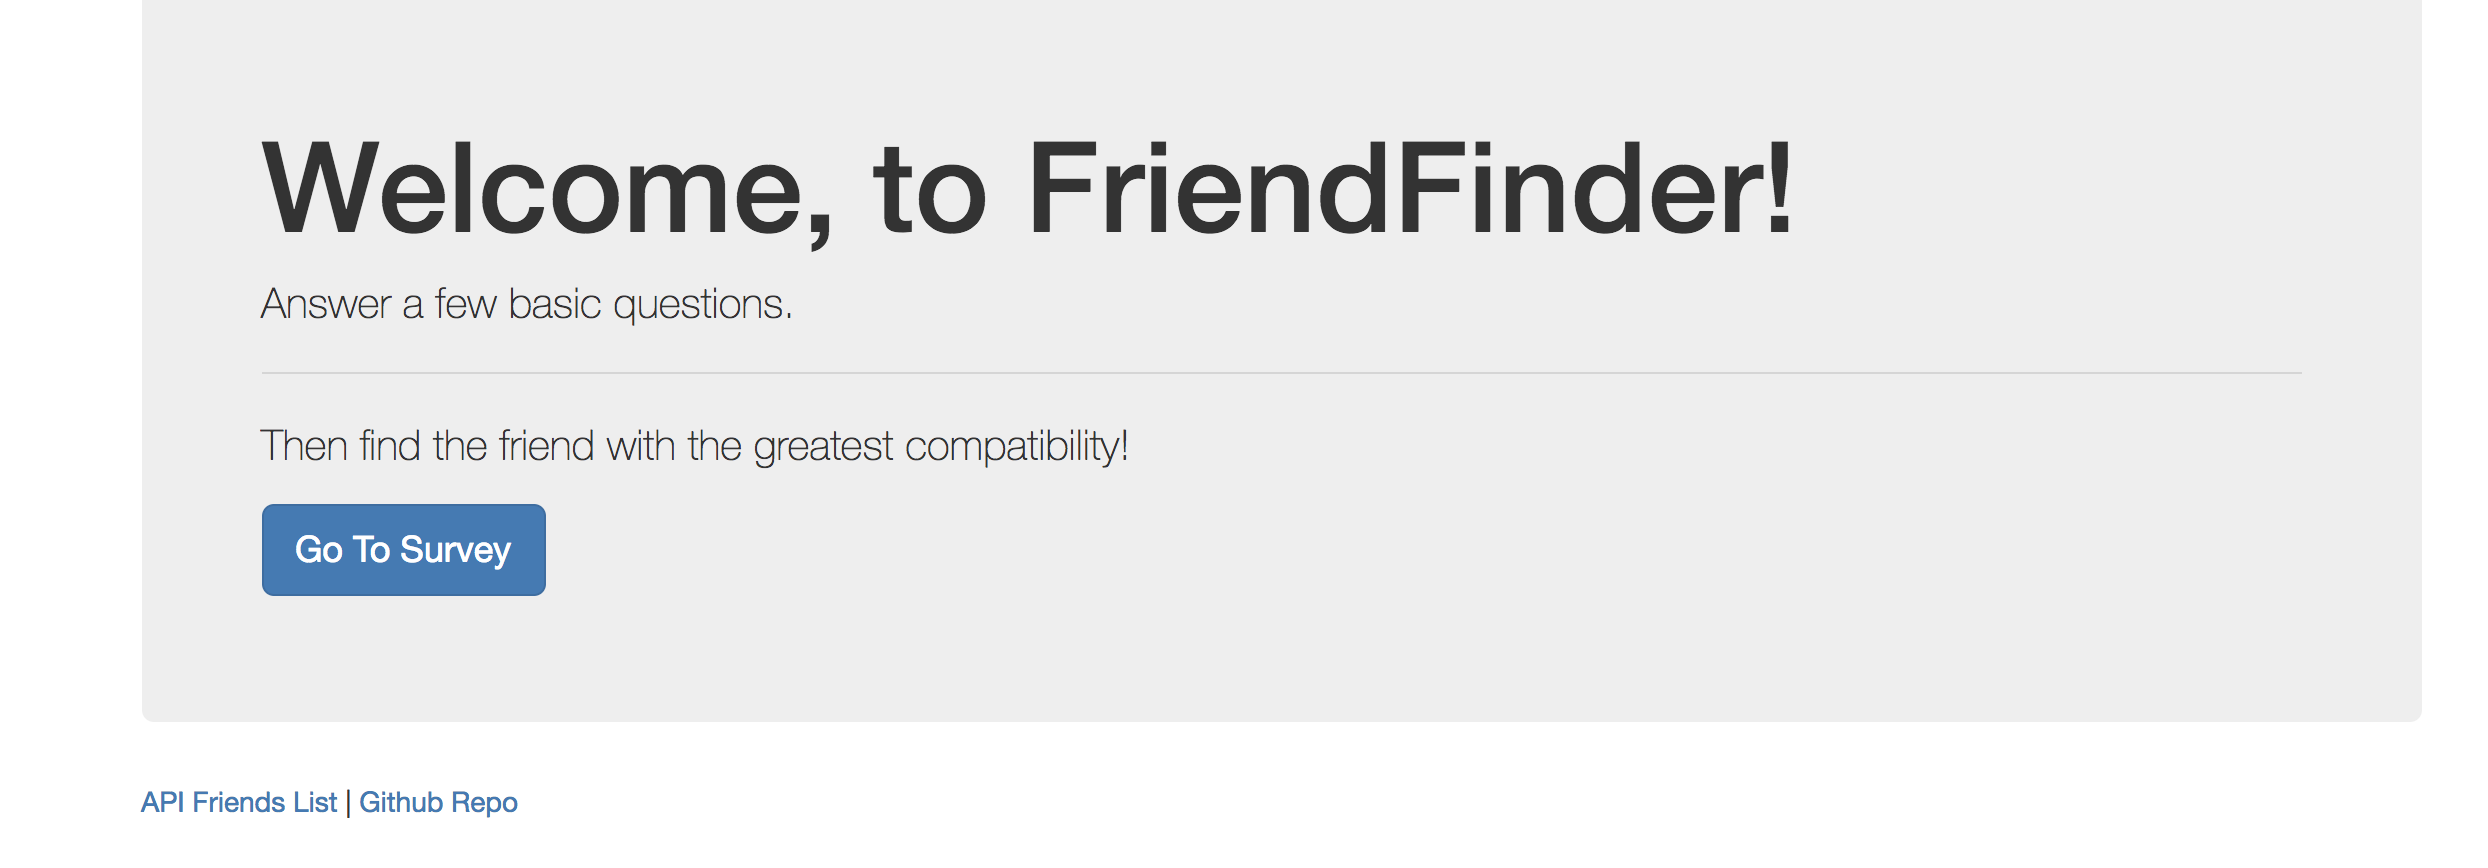 Welcome, to FriendFinder!
Answer a few basic questions.
Then find the friend with the greatest compatibility!
Go To Survey
API Friends List | Github Repo